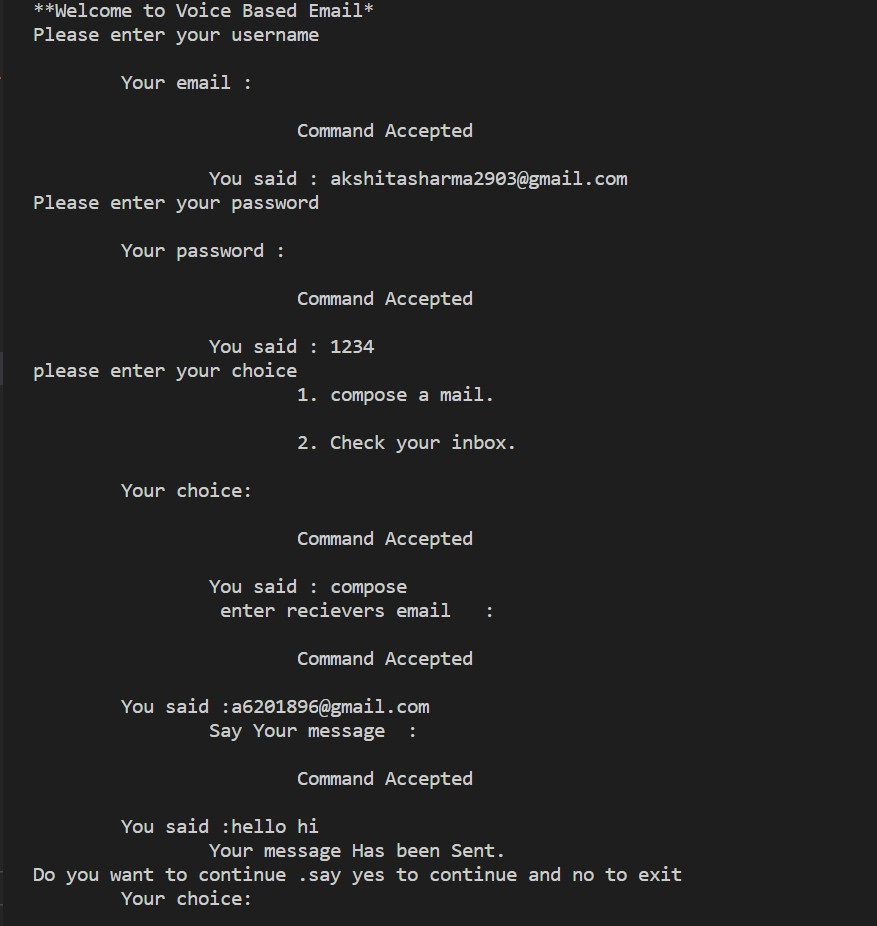 **Welcome to Voice Based Email*
Please enter your username
Your email :
Command Accepted
You said : akshitasharma2903@gmail.com
Please enter your password
Your password :
Command Accepted
You said : 1234
please enter your choice
1. compose a mail.
2. Check your inbox.
Your choice:
Command Accepted
You said : compose
enter recievers email   :
Command Accepted
You said :a6201896@gmail.com
Say Your message  :
Command Accepted
You said :hello hi
Your message Has been Sent.
Do you want to continue .say yes to continue and no to exit
Your choice: